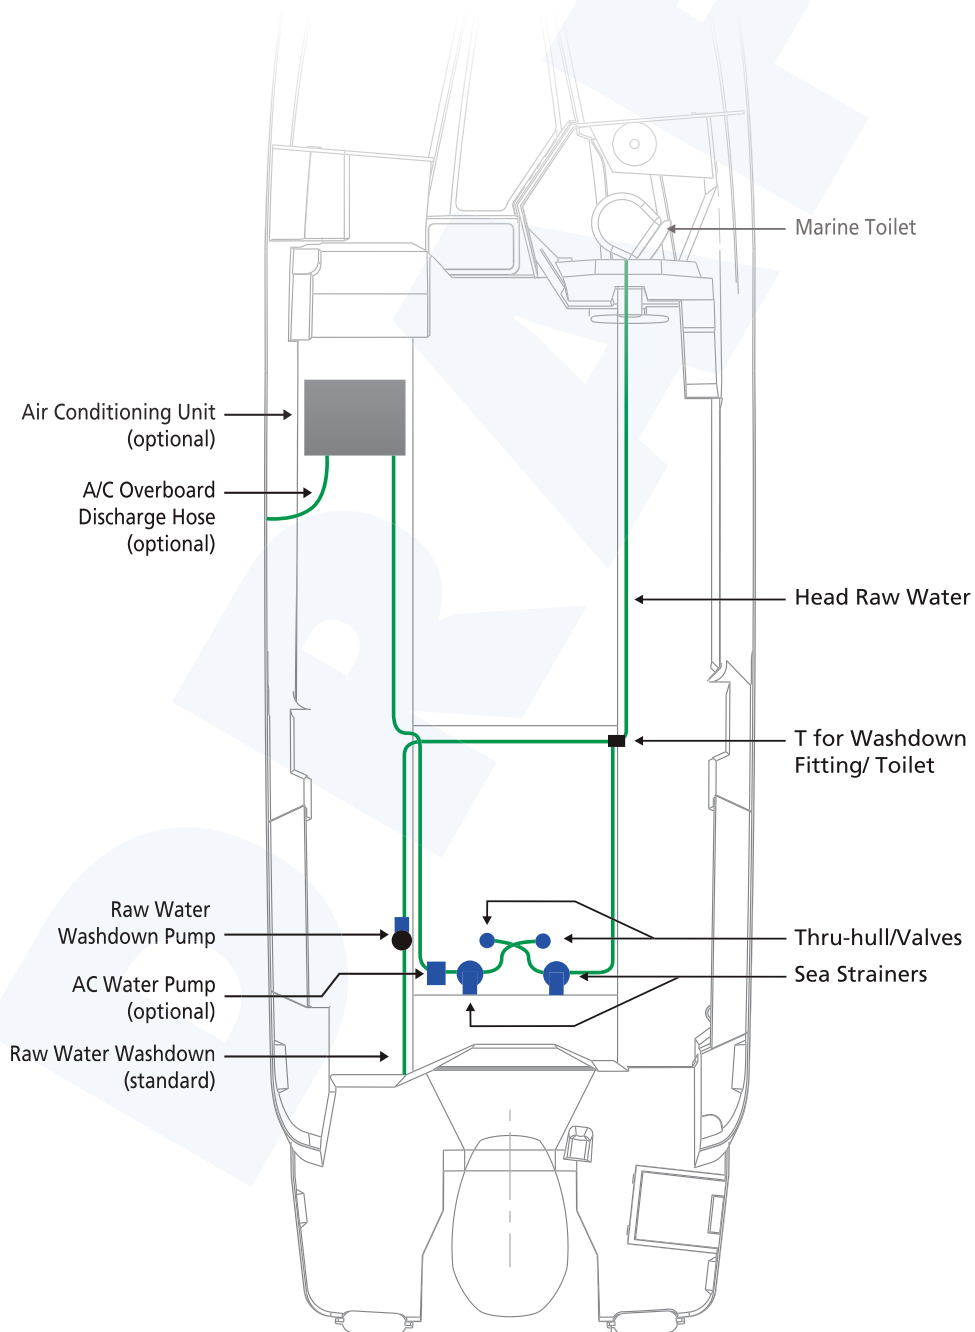 Marine Toilet
Air Conditioning Unit
(optional)
A/C Overboard
Discharge Hose
(optional)
Head Raw Water
T for Washdown
Fitting/ Toilet
Raw Water
Washdown Pump
Thru-hull/Valves
AC Water Pump
(optional)
Sea Strainers
Raw Water Washdown
(standard)
DRAF